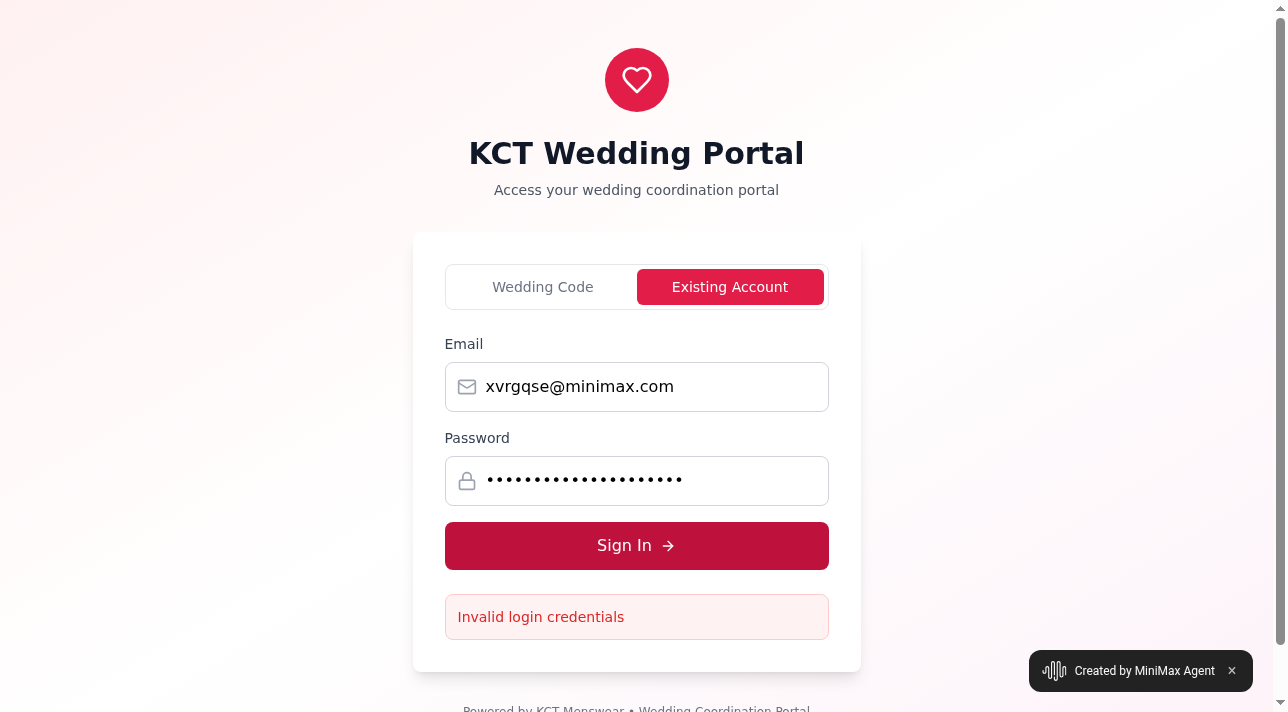 KCT Wedding Portal
Access your wedding coordination portal
Wedding Code
Existing Account
Email
xvrgqse@minimax.com
Password
•••••••••••••••••••••
Sign In →
Invalid login credentials
Powered by KCT Menswear • Wedding Coordination Portal
Created by MiniMax Agent ×